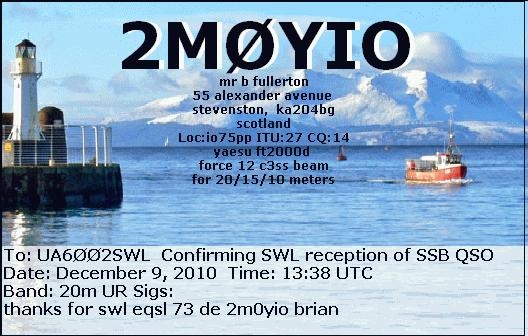 2MØYIO
mr b fullerton
55 alexander avenue
stevenston, ka204bg
scotland
Loc:io75pp ITU:27 CQ:14
yaesu ft2000d
force 12 c3ss beam
for 20/15/10 meters
To: UA6ØØ2SWL Confirming SWL reception of SSB QSO
Date: December 9, 2010 Time: 13:38 UTC
Band: 20m UR Sigs:
thanks for swl eqsl 73 de 2m0yio brian